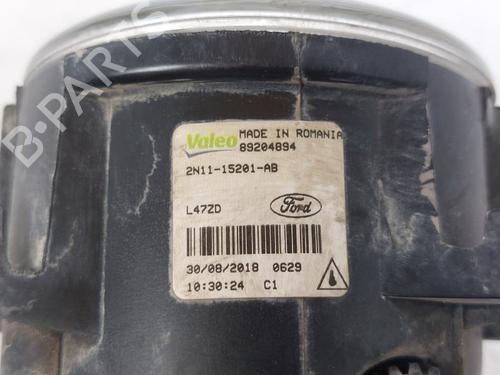 Valeo MADE IN ROMANIA
89204894
2N11-15201-AB
L47ZD Ford
30/08/2018 0629
10:30:24 C1
B-PARTS